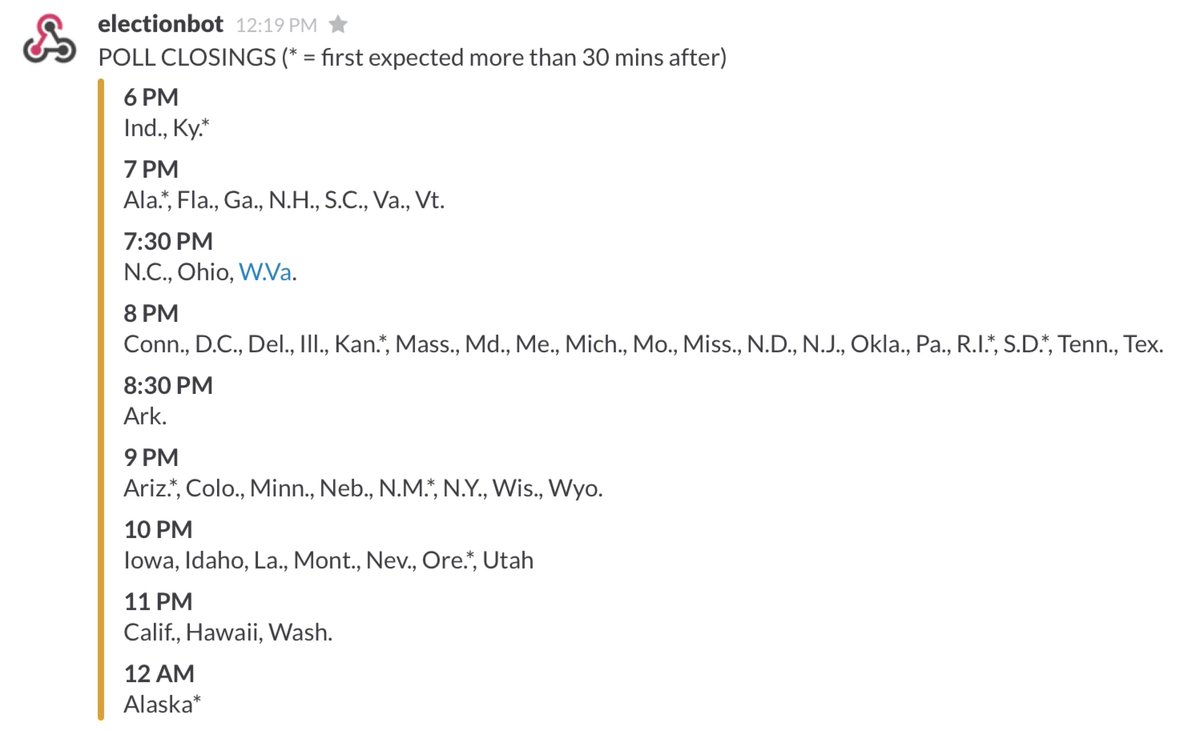 electionbot 12:19 PM
POLL CLOSINGS (* = first expected more than 30 mins after)
6 PM
Ind., Ky.*
7 PM
Ala.*, Fla., Ga., N.H., S.C., Va., Vt.
7:30 PM
N.C., Ohio, W.Va.
8 PM
Conn., D.C., Del., Ill., Kan.*, Mass., Md., Me., Mich., Mo., Miss., N.D., N.J., Okla., Pa., R.I.*, S.D.*, Tenn., Tex.
8:30 PM
Ark.
9 PM
Ariz.*, Colo., Minn., Neb., N.M.*, N.Y., Wis., Wyo.
10 PM
Iowa, Idaho, La., Mont., Nev., Ore.*, Utah
11 PM
Calif., Hawaii, Wash.
12 AM
Alaska*